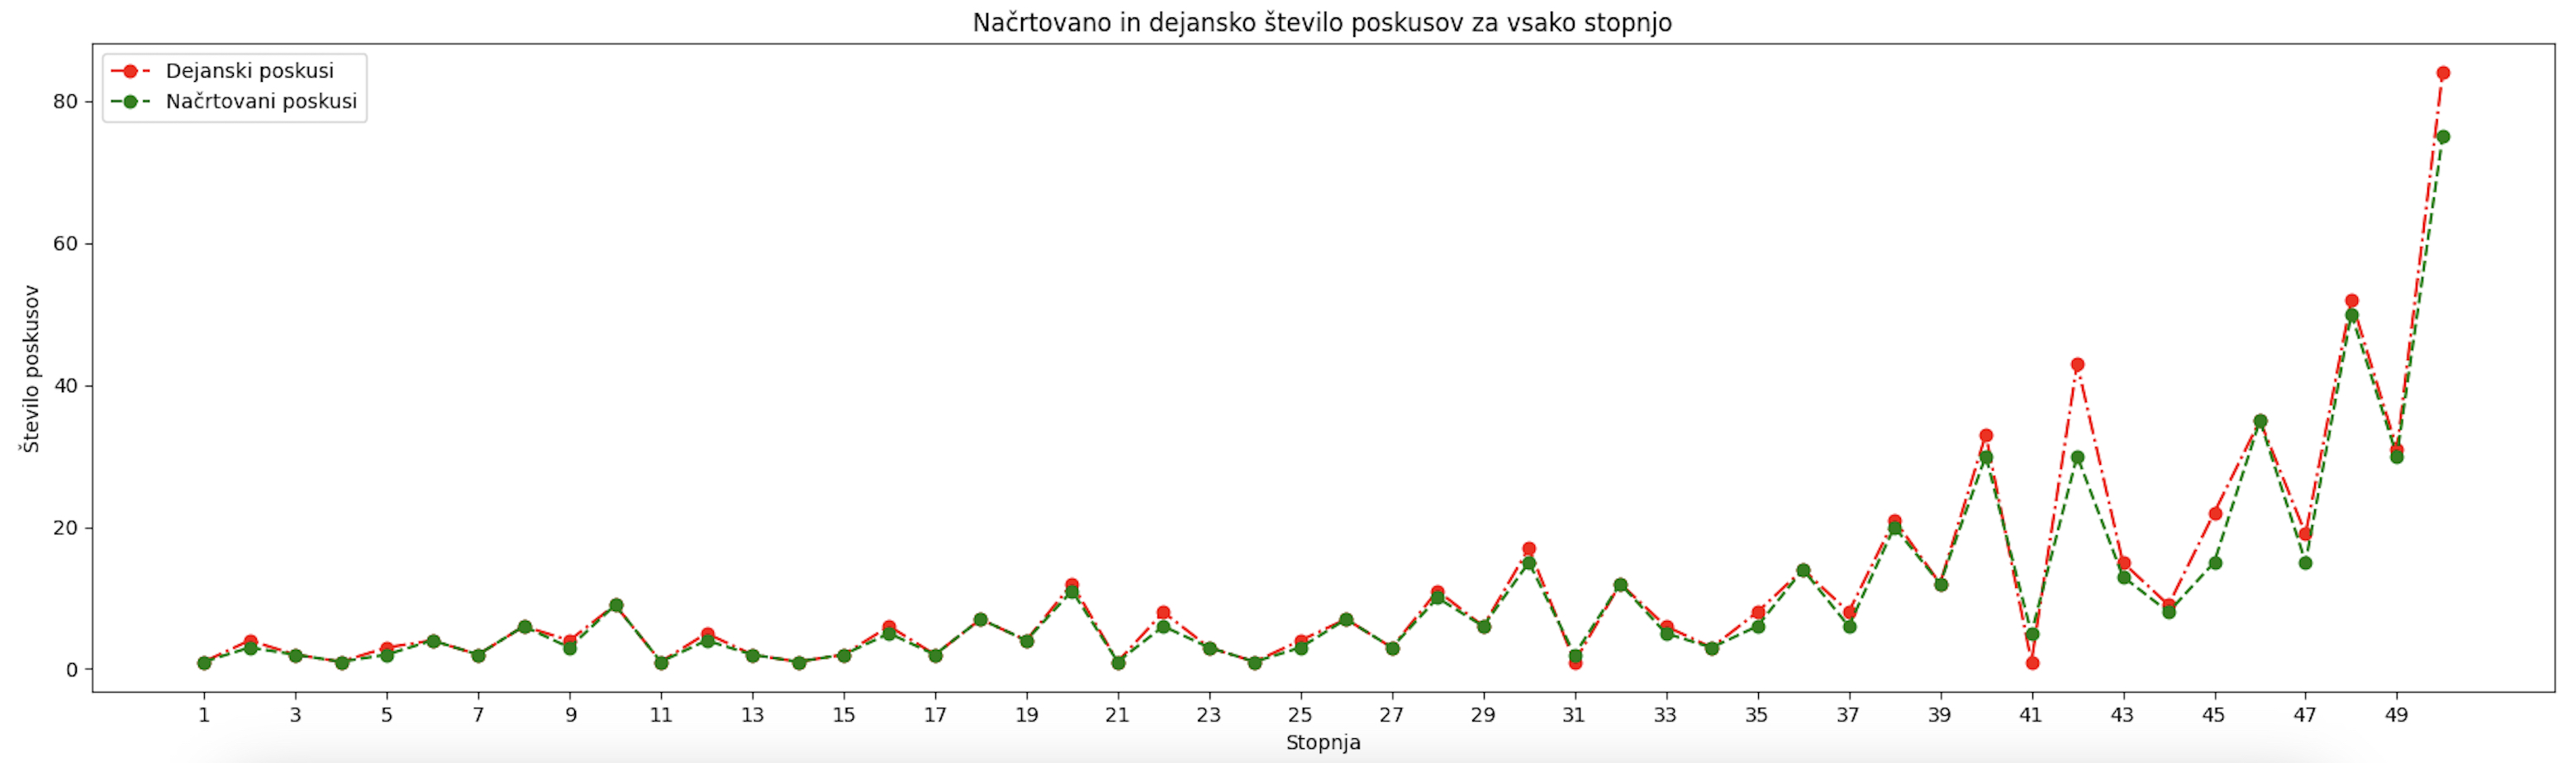 Načrtovano in dejansko število poskusov za vsako stopnjo
Dejanski poskusi
Načrtovani poskusi
Število poskusov
80
60
40
20
0
1 3 5 7 9 11 13 15 17 19 21 23 25 27 29 31 33 35 37 39 41 43 45 47 49
Stopnja